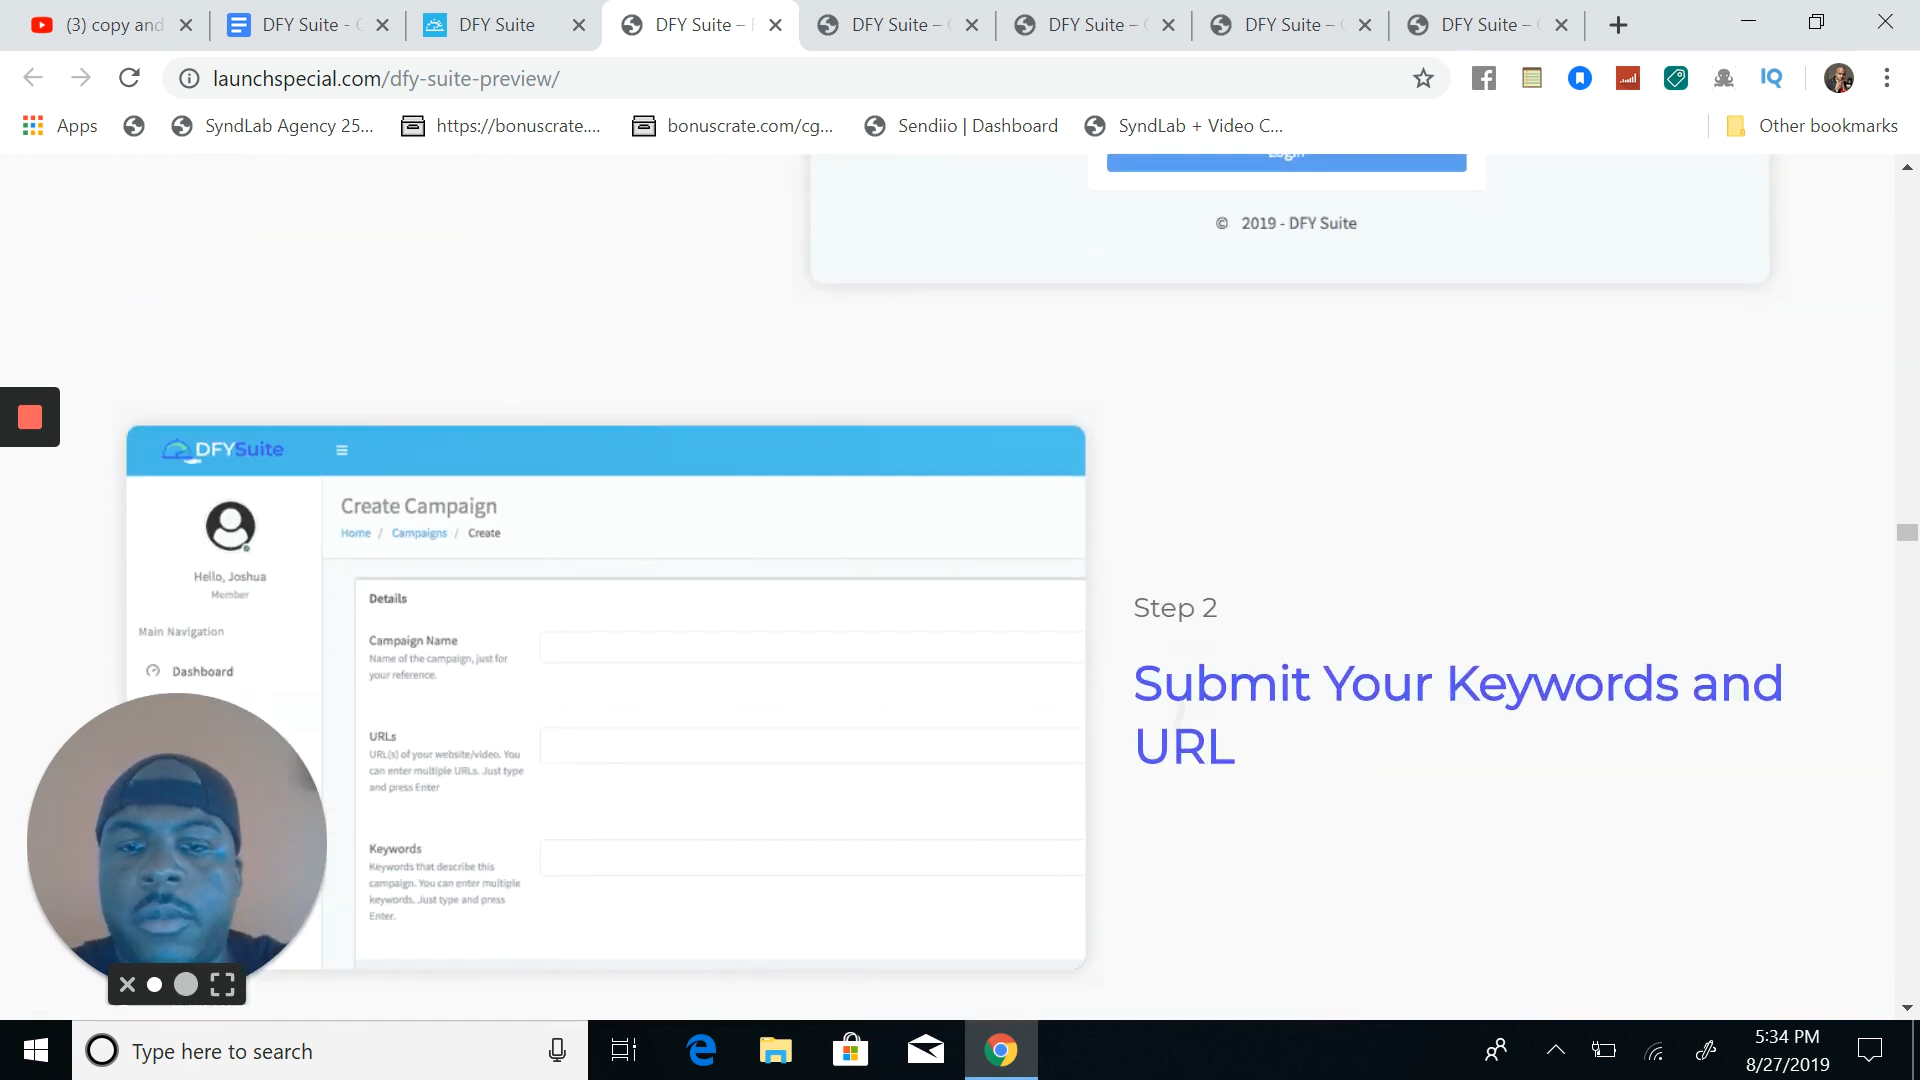 (3) copy and
DFY Suite -
DFY Suite
DFY Suite –
DFY Suite –
DFY Suite –
DFY Suite –
DFY Suite –
launchspecial.com/dfy-suite-preview/
IQ
Apps
SyndLab Agency 25...
https://bonuscrate....
bonuscrate.com/cg...
Sendiio | Dashboard
SyndLab + Video C...
Other bookmarks
Login
© 2019 - DFY Suite
DFYSuite
Create Campaign
Home / Campaigns / Create
Hello, Joshua
Member
Main Navigation
Dashboard
Details
Campaign Name
Name of the campaign, just for
your reference.
URLs
URL(s) of your website/video. You
can enter multiple URLs. Just type
and press Enter
Keywords
Keywords that describe this
campaign. You can enter multiple
keywords. Just type and press
Enter.
Step 2
Submit Your Keywords and
URL
Type here to search
5:34 PM
8/27/2019